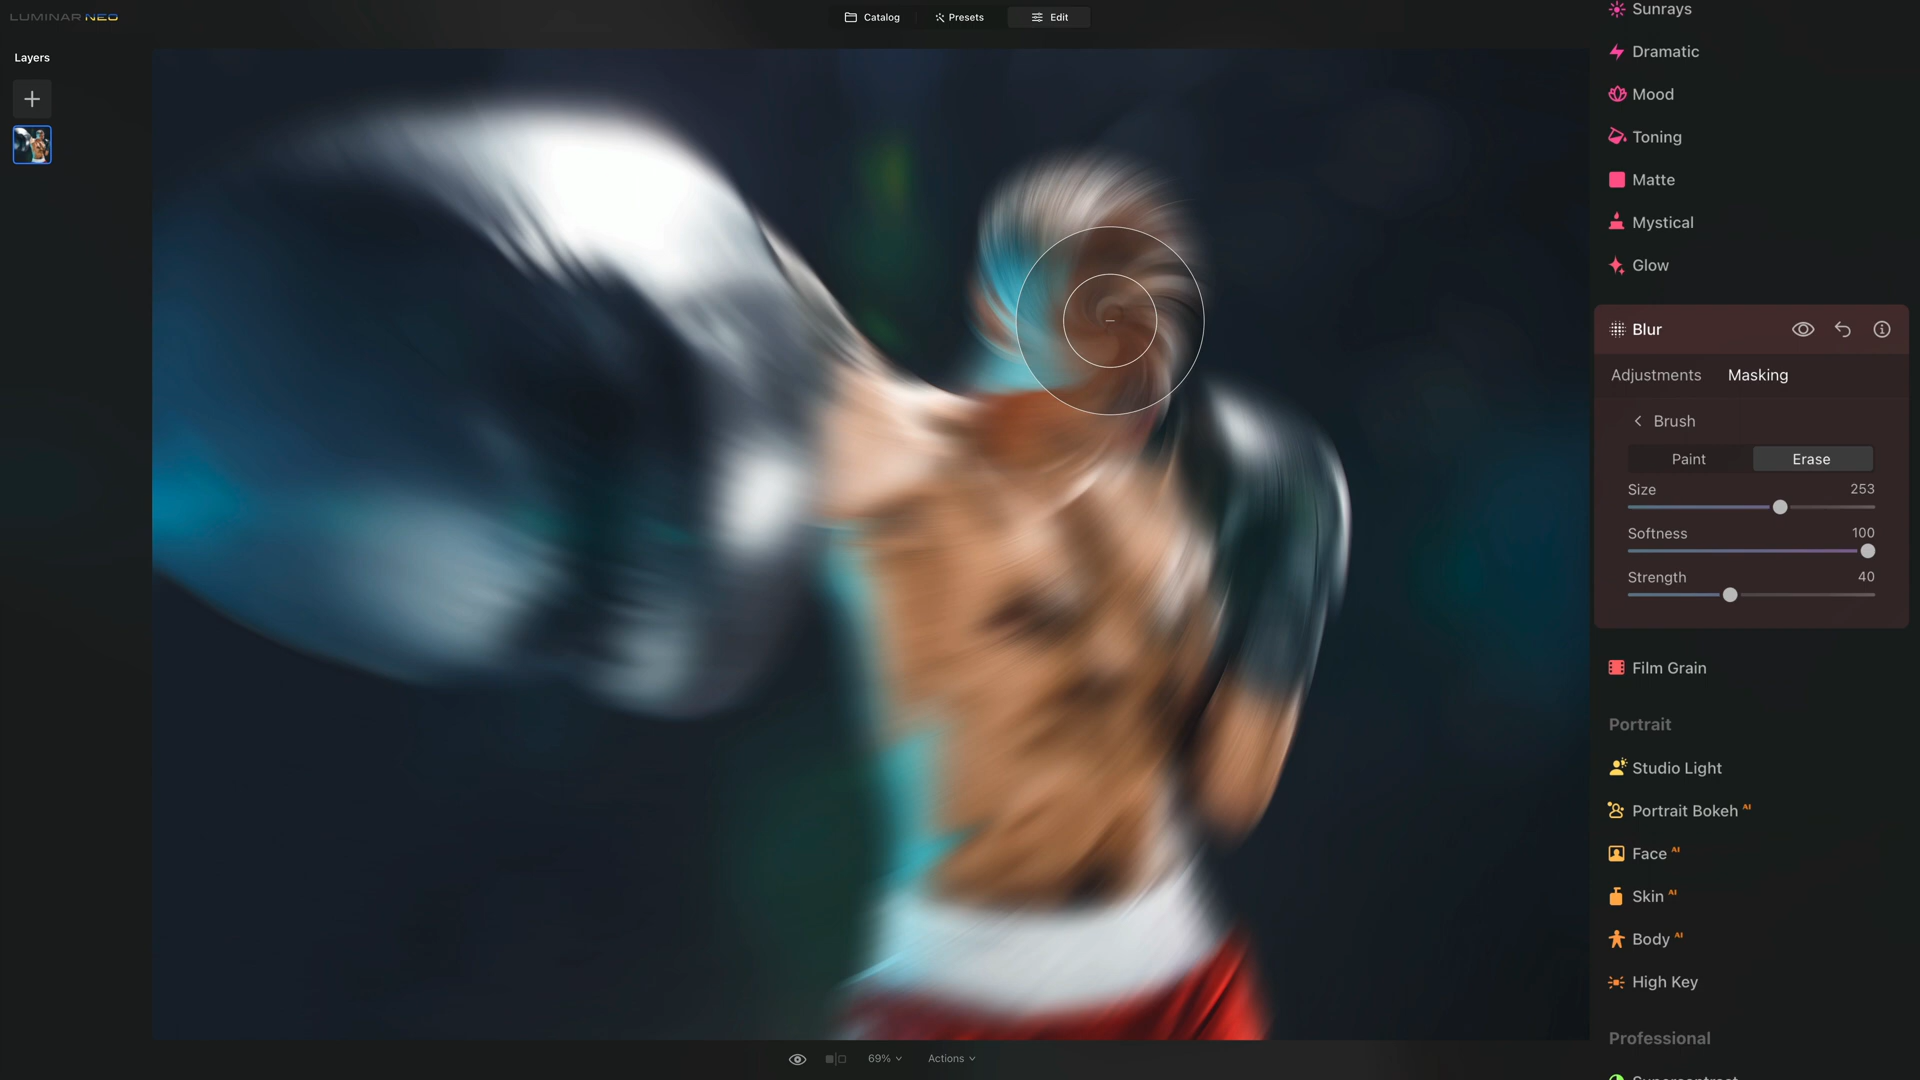 LUMINAR NEO
Catalog
Presets
Edit
Layers
Sunrays
Dramatic
Mood
Toning
Matte
Mystical
Glow
Blur
Adjustments
Masking
Brush
Paint
Erase
Size
253
Softness
100
Strength
40
Film Grain
Portrait
Studio Light
Portrait Bokeh AI
Face AI
Skin AI
Body AI
High Key
Professional
69%
Actions